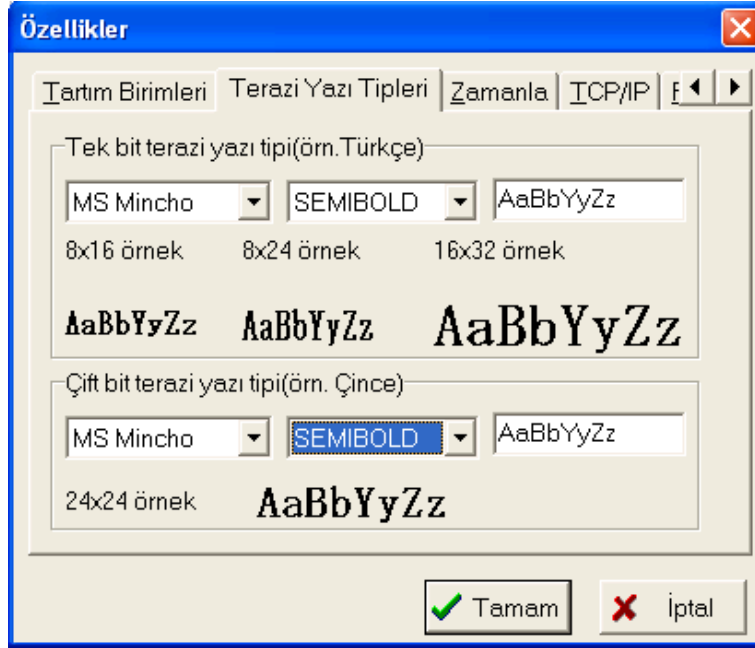 Özellikler
Tartım Birimleri Terazi Yazı Tipleri Zamanla TCP/IP
Tek bit terazi yazı tipi(örn.Türkçe)
MS Mincho SEMIBOLD AaBbYyZz
8x16 örnek 8x24 örnek 16x32 örnek
AaBbYyZz AaBbYyZz AaBbYyZz
Çift bit terazi yazı tipi(örn. Çince)
MS Mincho SEMIBOLD AaBbYyZz
24x24 örnek AaBbYyZz
Tamam İptal